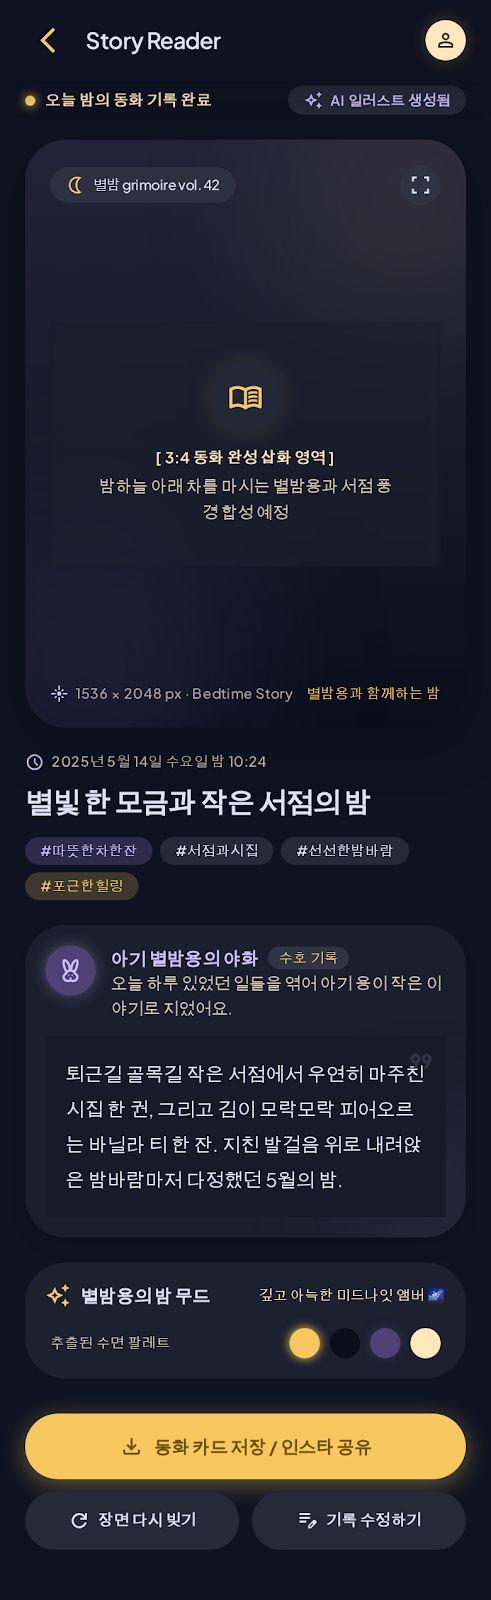 Story Reader
오늘 밤의 동화 기록 완료
AI 일러스트 생성됨
별밤 grimoire vol. 42
[ 3:4 동화 완성 삽화 영역 ]
밤하늘 아래 차를 마시는 별밤용과 서점 풍
경 합성 예정
1536 × 2048 px · Bedtime Story
별밤용과 함께하는 밤
2025년 5월 14일 수요일 밤 10:24
별빛 한 모금과 작은 서점의 밤
#따뜻한차한잔
#서점과시집
#선선한밤바람
#포근한힐링
아기 별밤용의 야화
수호 기록
오늘 하루 있었던 일들을 엮어 아기 용이 작은 이
야기로 지었어요.
퇴근길 골목길 작은 서점에서 우연히 마주친
시집 한 권, 그리고 김이 모락모락 피어오르
는 바닐라 티 한 잔. 지친 발걸음 위로 내려앉
은 밤바람마저 다정했던 5월의 밤.
별밤용의 밤 무드
깊고 아늑한 미드나잇 앰버 🌌
추출된 수면 팔레트
동화 카드 저장 / 인스타 공유
장면 다시 빚기
기록 수정하기